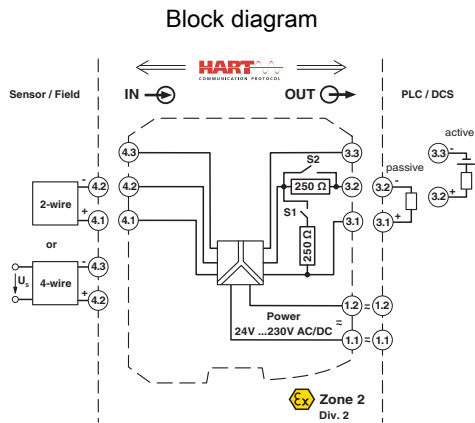 Block diagram
HART
COMMUNICATION PROTOCOL
Sensor / Field
IN
OUT
PLC / DCS
4.3
4.2
4.1
2-wire
- 4.2
+ 4.1
or
Us
4-wire
- 4.3
+ 4.2
S2
250 Ω
S1
250 Ω
3.3
3.2
3.1
passive
3.2 -
3.1 +
active
3.3 -
3.2 +
Power
24V ...230V AC/DC
≈
1.2 ≈ 1.2
1.1 ≈ 1.1
Ex
Zone 2
Div. 2